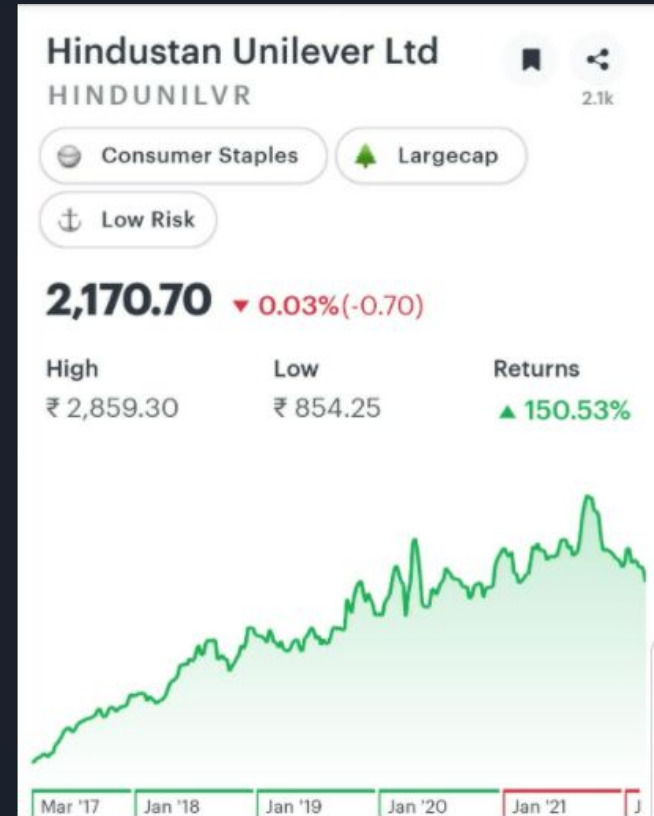 Hindustan Unilever Ltd
HINDUNILVR
2.1k
Consumer Staples
Largecap
Low Risk
2,170.70 ▼ 0.03%(-0.70)
High Low Returns
₹ 2,859.30 ₹ 854.25 ▲ 150.53%
Mar '17 Jan '18 Jan '19 Jan '20 Jan '21 J